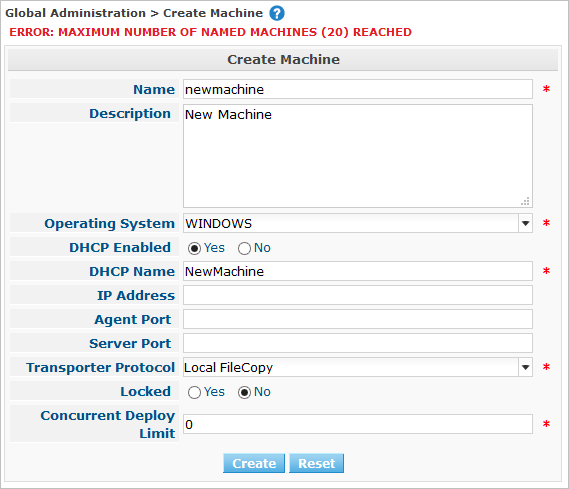 Global Administration > Create Machine ?
ERROR: MAXIMUM NUMBER OF NAMED MACHINES (20) REACHED
Create Machine
Name newmachine *
Description New Machine
Operating System WINDOWS *
DHCP Enabled Yes No
DHCP Name NewMachine *
IP Address
Agent Port
Server Port
Transporter Protocol Local FileCopy *
Locked Yes No
Concurrent Deploy
Limit 0 *
Create Reset